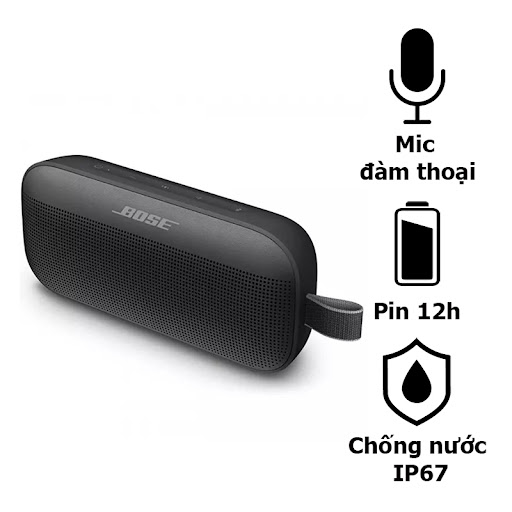 BOSE
Mic
đàm thoại
Pin 12h
Chống nước
IP67